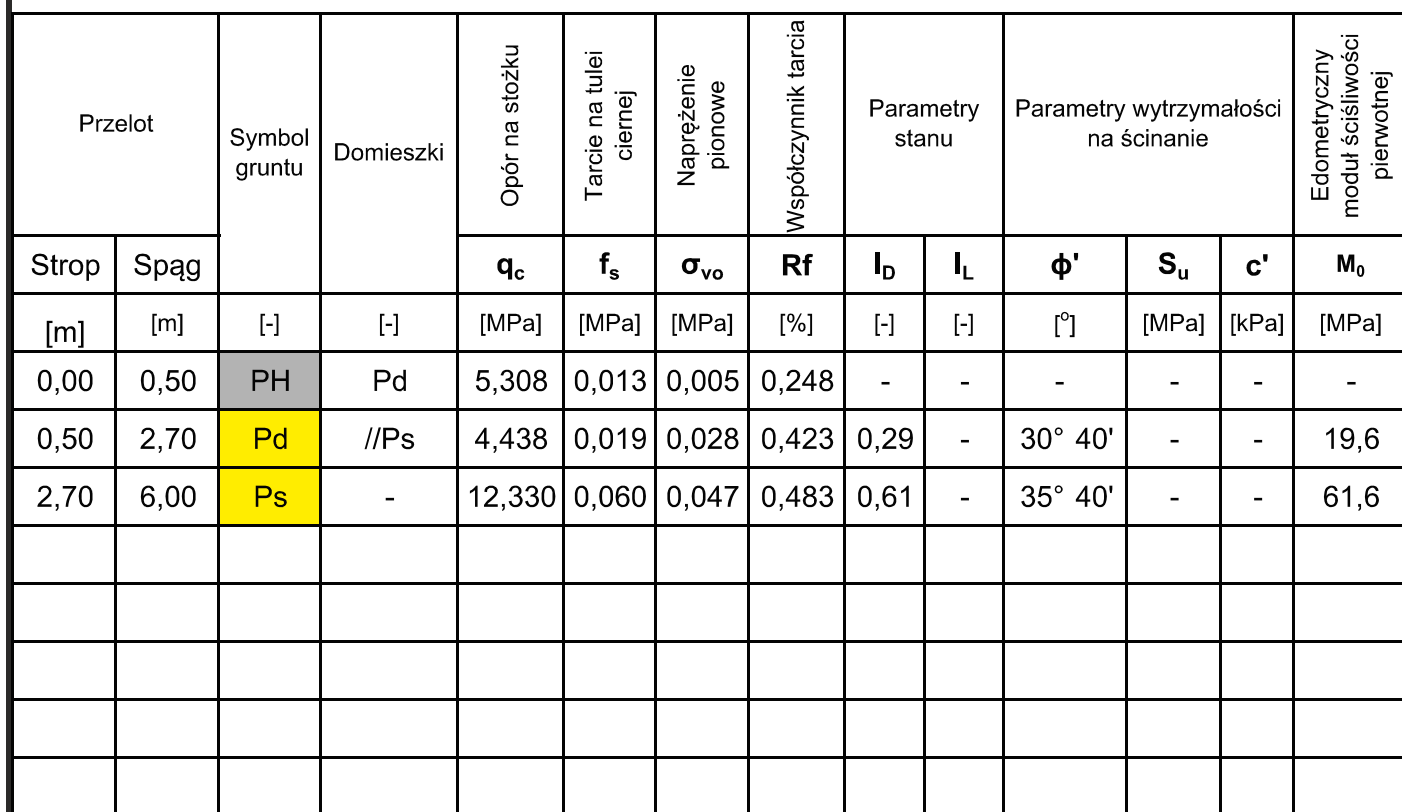 Przelot
Symbol
gruntu
Domieszki
Opór na stożku
Tarcie na tulei
ciernej
Naprężenie
pionowe
Współczynnik tarcia
Parametry
stanu
Parametry wytrzymałości
na ścinanie
Edometryczny
moduł ściśliwości
pierwotnej
Strop Spąg qc fs σvo Rf ID IL ϕ' Su c' M0
[m] [m] [-] [-] [MPa] [MPa] [MPa] [%] [-] [-] [°] [MPa] [kPa] [MPa]
0,00 0,50 PH Pd 5,308 0,013 0,005 0,248 - - - - - -
0,50 2,70 Pd //Ps 4,438 0,019 0,028 0,423 0,29 - 30° 40' - - 19,6
2,70 6,00 Ps - 12,330 0,060 0,047 0,483 0,61 - 35° 40' - - 61,6